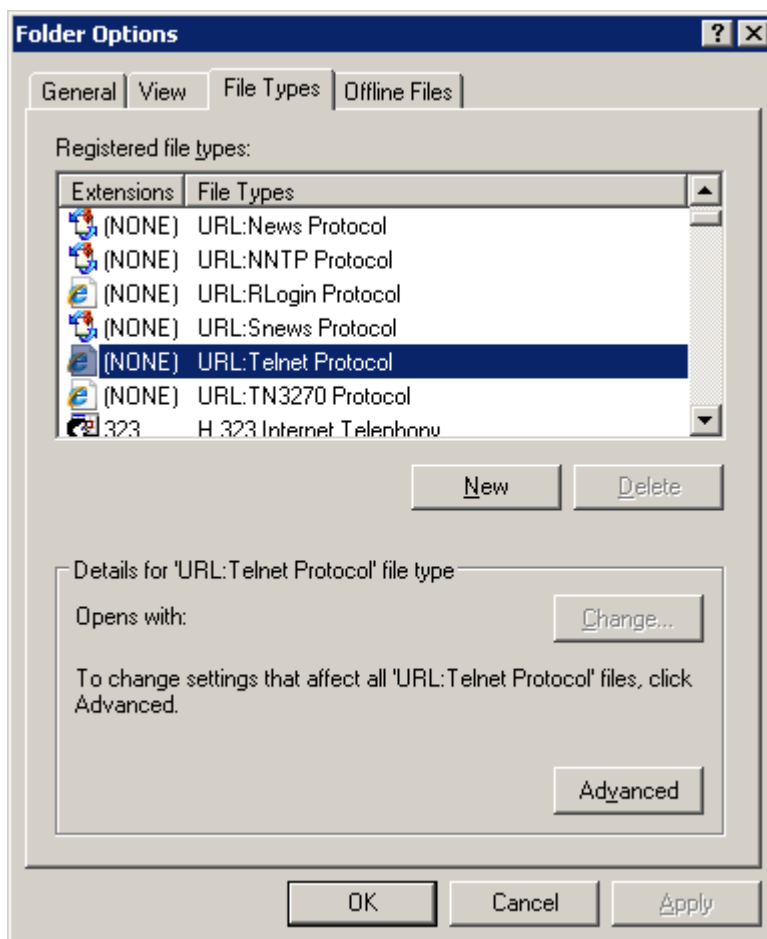 Folder Options
General View File Types Offline Files
Registered file types:
Extensions File Types
(NONE) URL:News Protocol
(NONE) URL:NNTP Protocol
(NONE) URL:RLogin Protocol
(NONE) URL:Snews Protocol
(NONE) URL:Telnet Protocol
(NONE) URL:TN3270 Protocol
323 H.323 Internet Telephony
New Delete
Details for 'URL:Telnet Protocol' file type
Opens with: Change...
To change settings that affect all 'URL:Telnet Protocol' files, click
Advanced.
Advanced
OK Cancel Apply